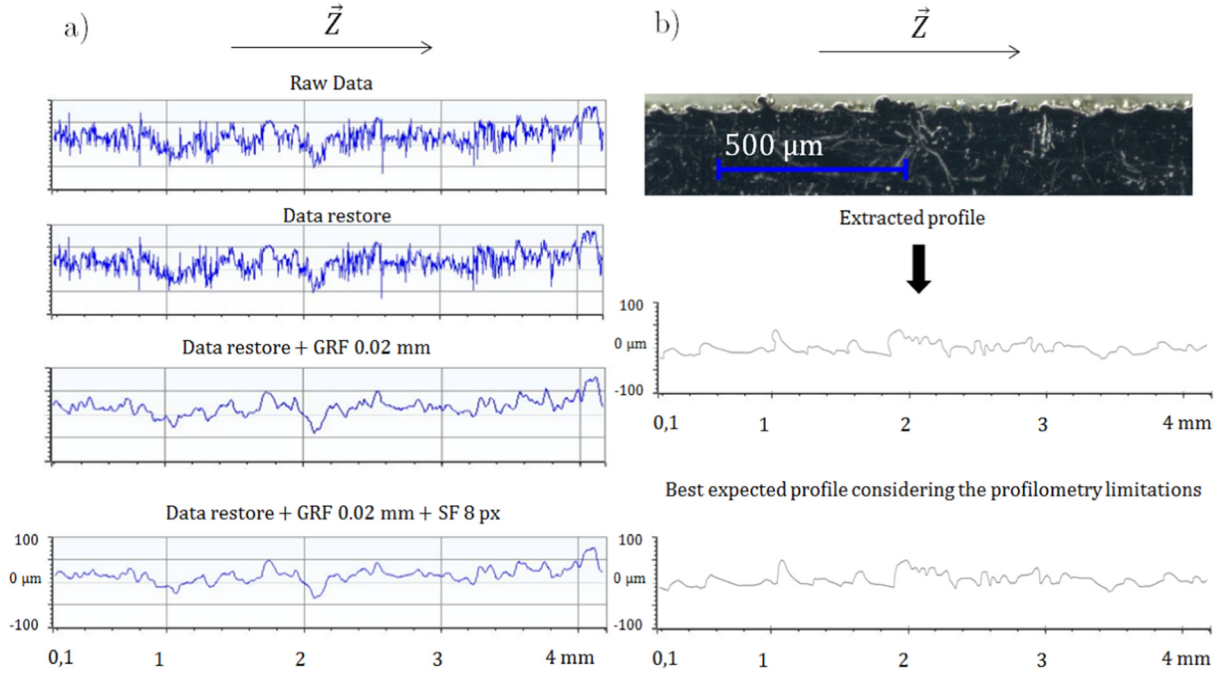 a)
Z⃗
Raw Data
Data restore
Data restore + GRF 0.02 mm
Data restore + GRF 0.02 mm + SF 8 px
100
0 μm
-100
0,1 1 2 3 4 mm
b)
Z⃗
500 μm
Extracted profile
100
0 μm
-100
0,1 1 2 3 4 mm
Best expected profile considering the profilometry limitations
100
0 μm
-100
0,1 1 2 3 4 mm